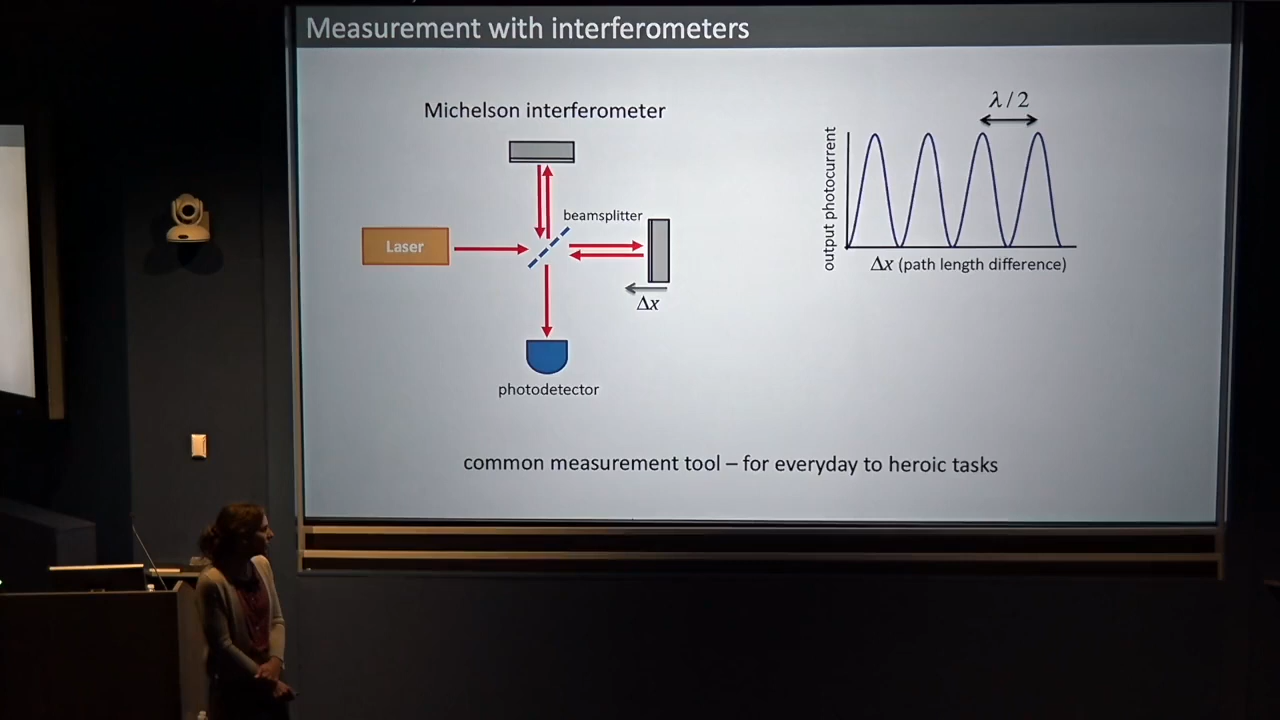 Measurement with interferometers
Michelson interferometer
λ / 2
output photocurrent
beamsplitter
Laser
Δx (path length difference)
Δx
photodetector
common measurement tool – for everyday to heroic tasks